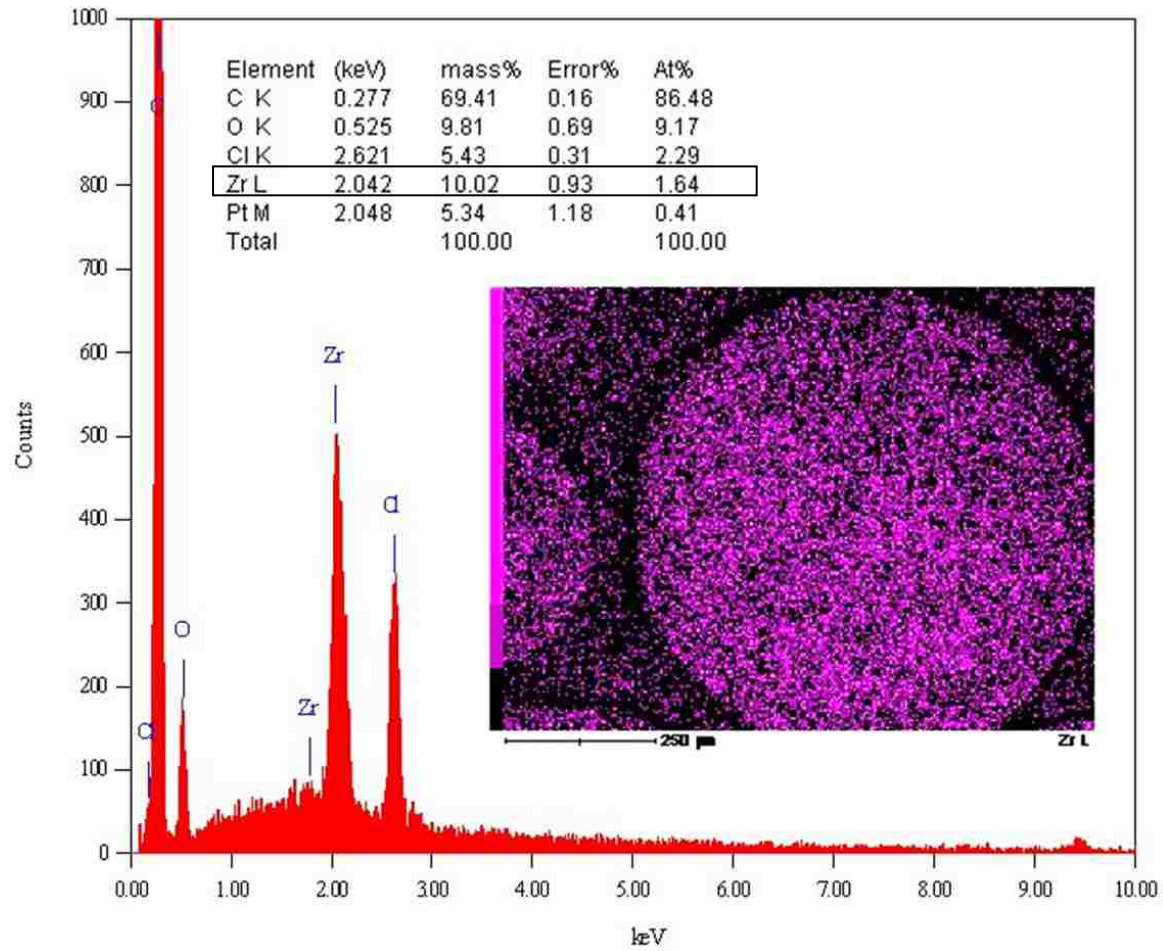 1000
900
800
700
600
500
400
300
200
100
0
Counts
Element (keV) mass% Error% At%
C K 0.277 69.41 0.16 86.48
O K 0.525 9.81 0.69 9.17
Cl K 2.621 5.43 0.31 2.29
Zr L 2.042 10.02 0.93 1.64
Pt M 2.048 5.34 1.18 0.41
Total 100.00 100.00
C
Zr
Cl
O
Zr
250 µm
Zr L
0.00 1.00 2.00 3.00 4.00 5.00 6.00 7.00 8.00 9.00 10.00
keV